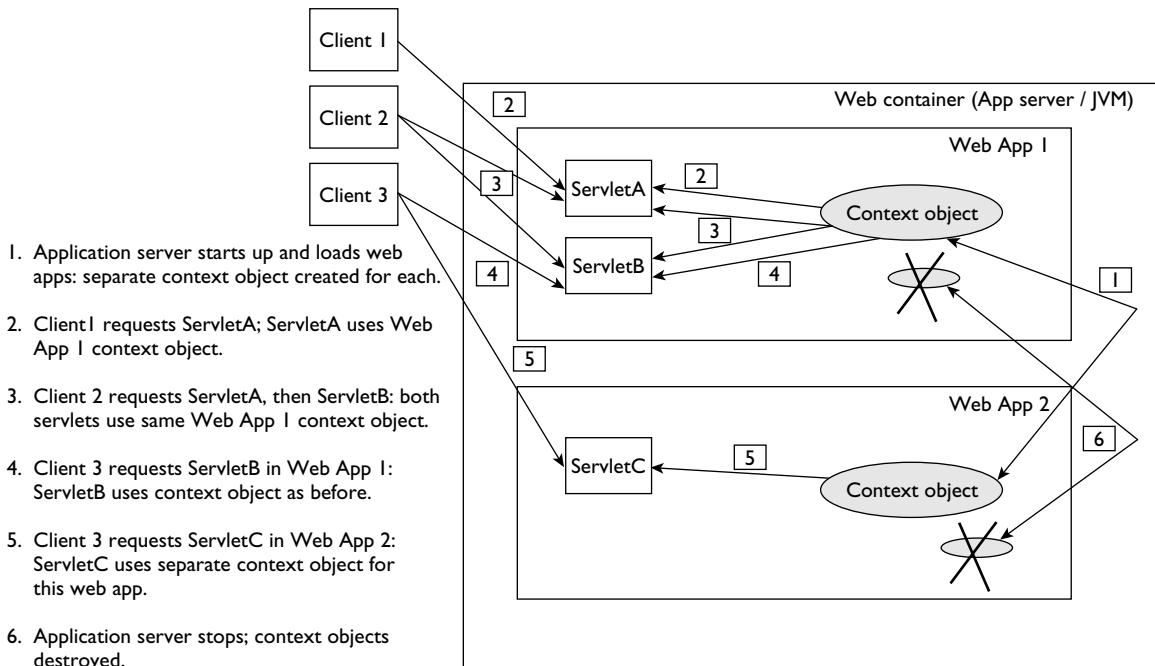 Client 1
Client 2
Client 3
Web container (App server / JVM)
Web App 1
2
ServletA
2
Context object
3
3
ServletB
4
4
1
1. Application server starts up and loads web
apps: separate context object created for each.
2. Client1 requests ServletA; ServletA uses Web
App 1 context object.
5
3. Client 2 requests ServletA, then ServletB: both
servlets use same Web App 1 context object.
Web App 2
6
4. Client 3 requests ServletB in Web App 1:
ServletB uses context object as before.
ServletC
5
Context object
5. Client 3 requests ServletC in Web App 2:
ServletC uses separate context object for
this web app.
6. Application server stops; context objects
destroyed.